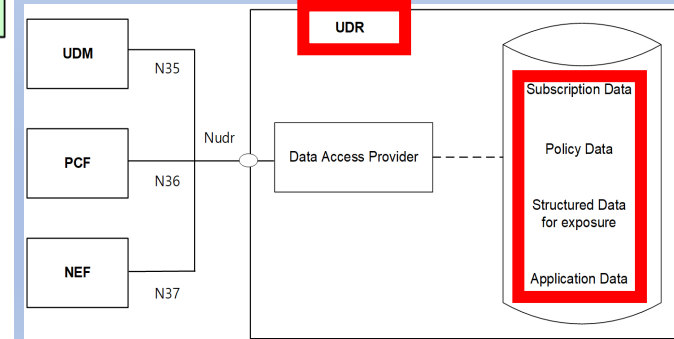 UDR
UDM
N35
Subscription Data
Nudr
Policy Data
PCF
Data Access Provider
N36
Structured Data
for exposure
NEF
Application Data
N37